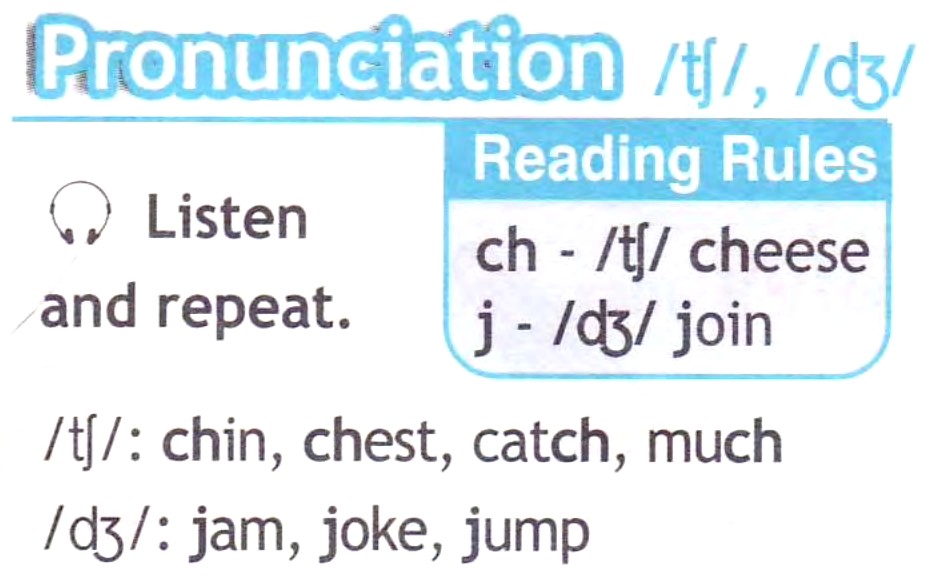 Pronunciation /ʧ/, /ʤ/
Reading Rules
ch - /ʧ/ cheese
j - /ʤ/ join
Listen
and repeat.
/ʧ/: chin, chest, catch, much
/ʤ/: jam, joke, jump